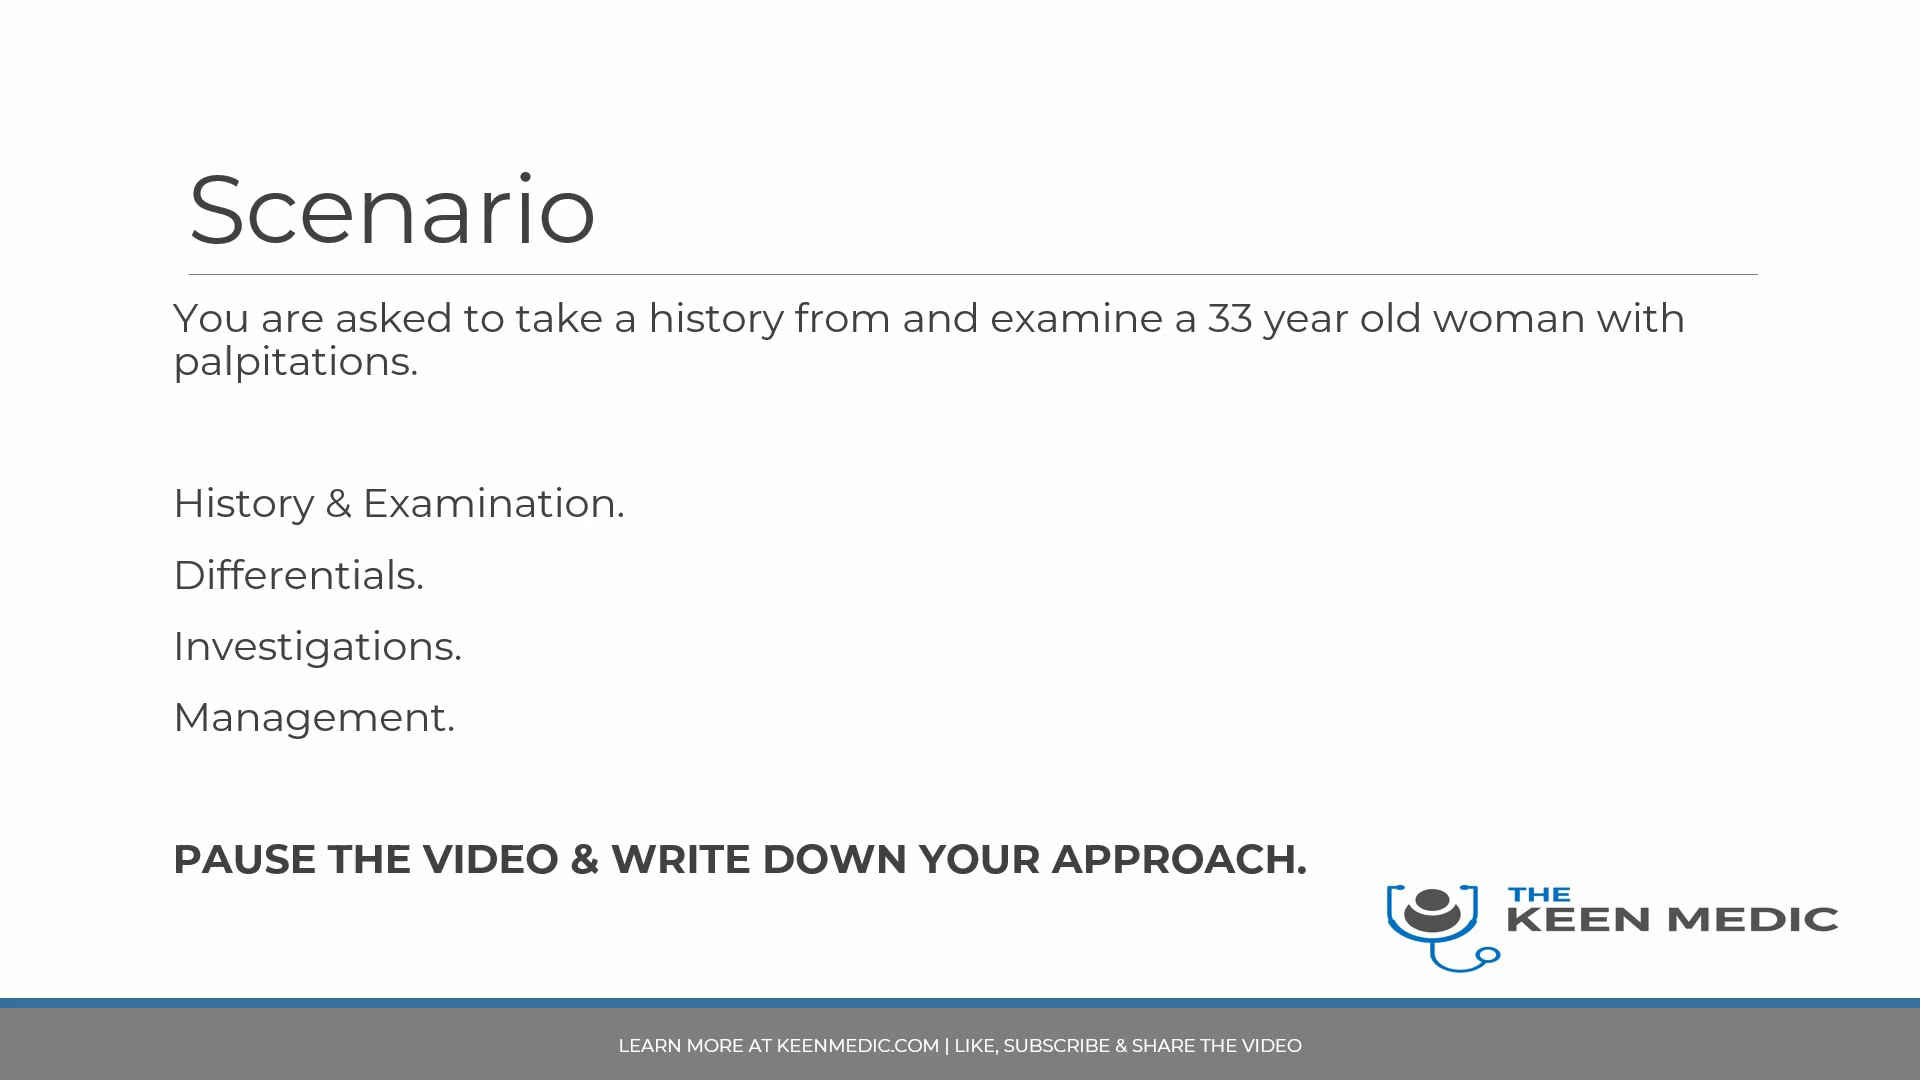 Scenario
You are asked to take a history from and examine a 33 year old woman with
palpitations.
History & Examination.
Differentials.
Investigations.
Management.
PAUSE THE VIDEO & WRITE DOWN YOUR APPROACH.
THE
KEEN MEDIC
LEARN MORE AT KEENMEDIC.COM | LIKE, SUBSCRIBE & SHARE THE VIDEO